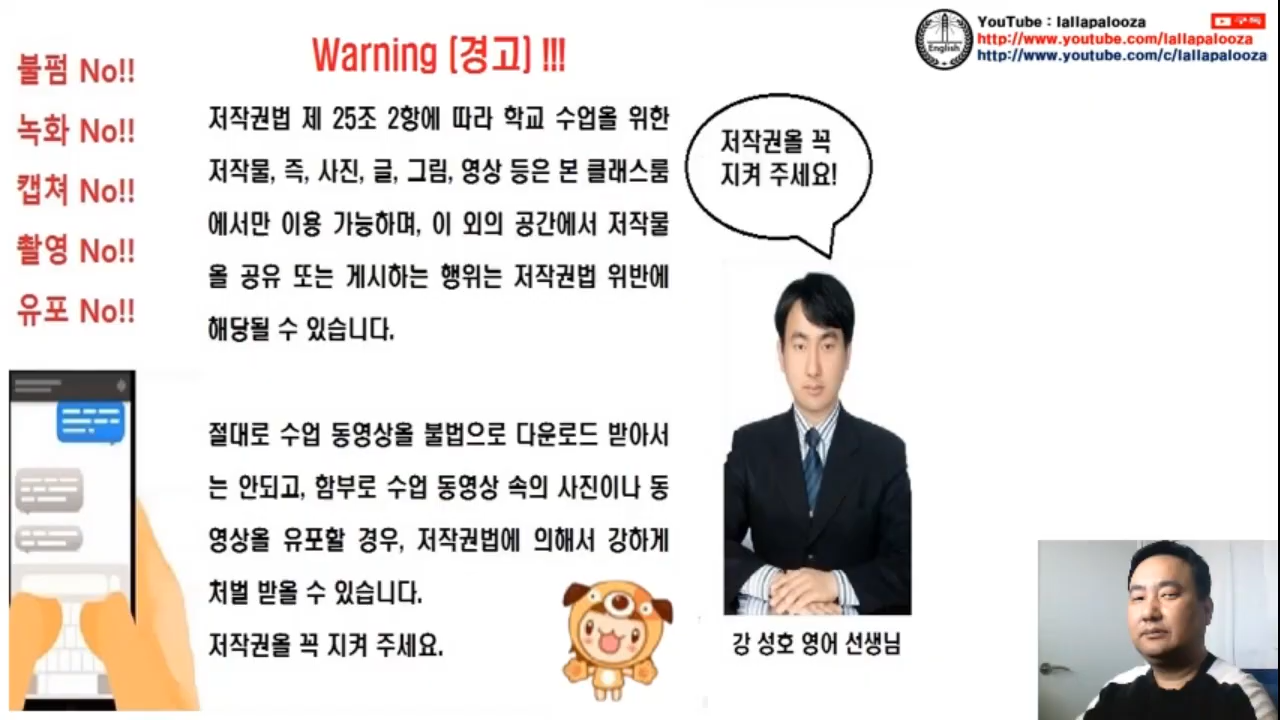 불펌 No!!
녹화 No!!
캡쳐 No!!
촬영 No!!
유포 No!!
Warning (경고) !!!
저작권법 제 25조 2항에 따라 학교 수업을 위한
저작물, 즉, 사진, 글, 그림, 영상 등은 본 클래스룸
에서만 이용 가능하며, 이 외의 공간에서 저작물
을 공유 또는 게시하는 행위는 저작권법 위반에
해당될 수 있습니다.
절대로 수업 동영상을 불법으로 다운로드 받아서
는 안되고, 함부로 수업 동영상 속의 사진이나 동
영상을 유포할 경우, 저작권법에 의해서 강하게
처벌 받을 수 있습니다.
저작권을 꼭 지켜 주세요.
저작권을 꼭
지켜 주세요!
강 성호 영어 선생님
English
YouTube : lallapalooza
구독
http://www.youtube.com/lallapalooza
http://www.youtube.com/c/lallapalooza